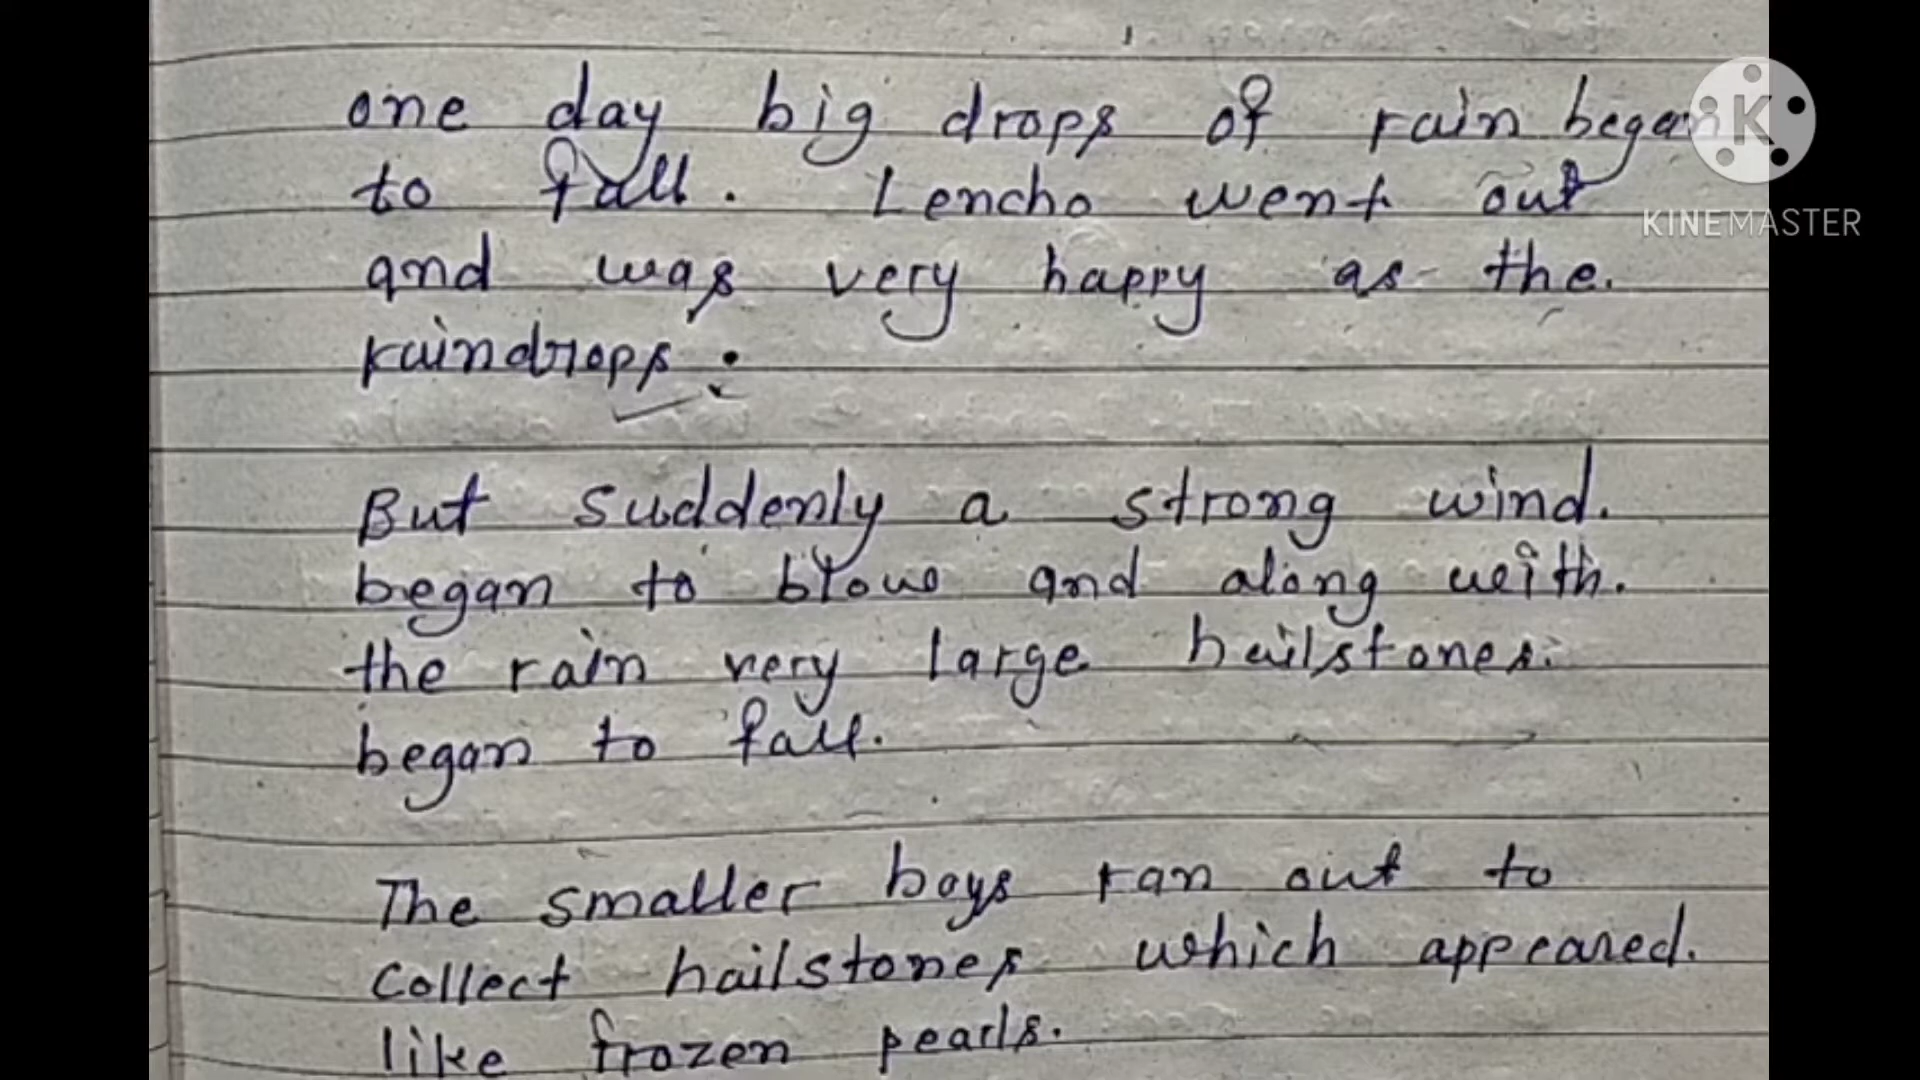 one day big drops of rain began
to fall. Lencho went out
and was very happy as the.
raindrops :
But suddenly a strong wind.
began to blow and along with.
the rain very large hailstones.
began to fall.
The smaller boys ran out to
collect hailstones which appeared.
like frozen pearls.
KINEMASTER